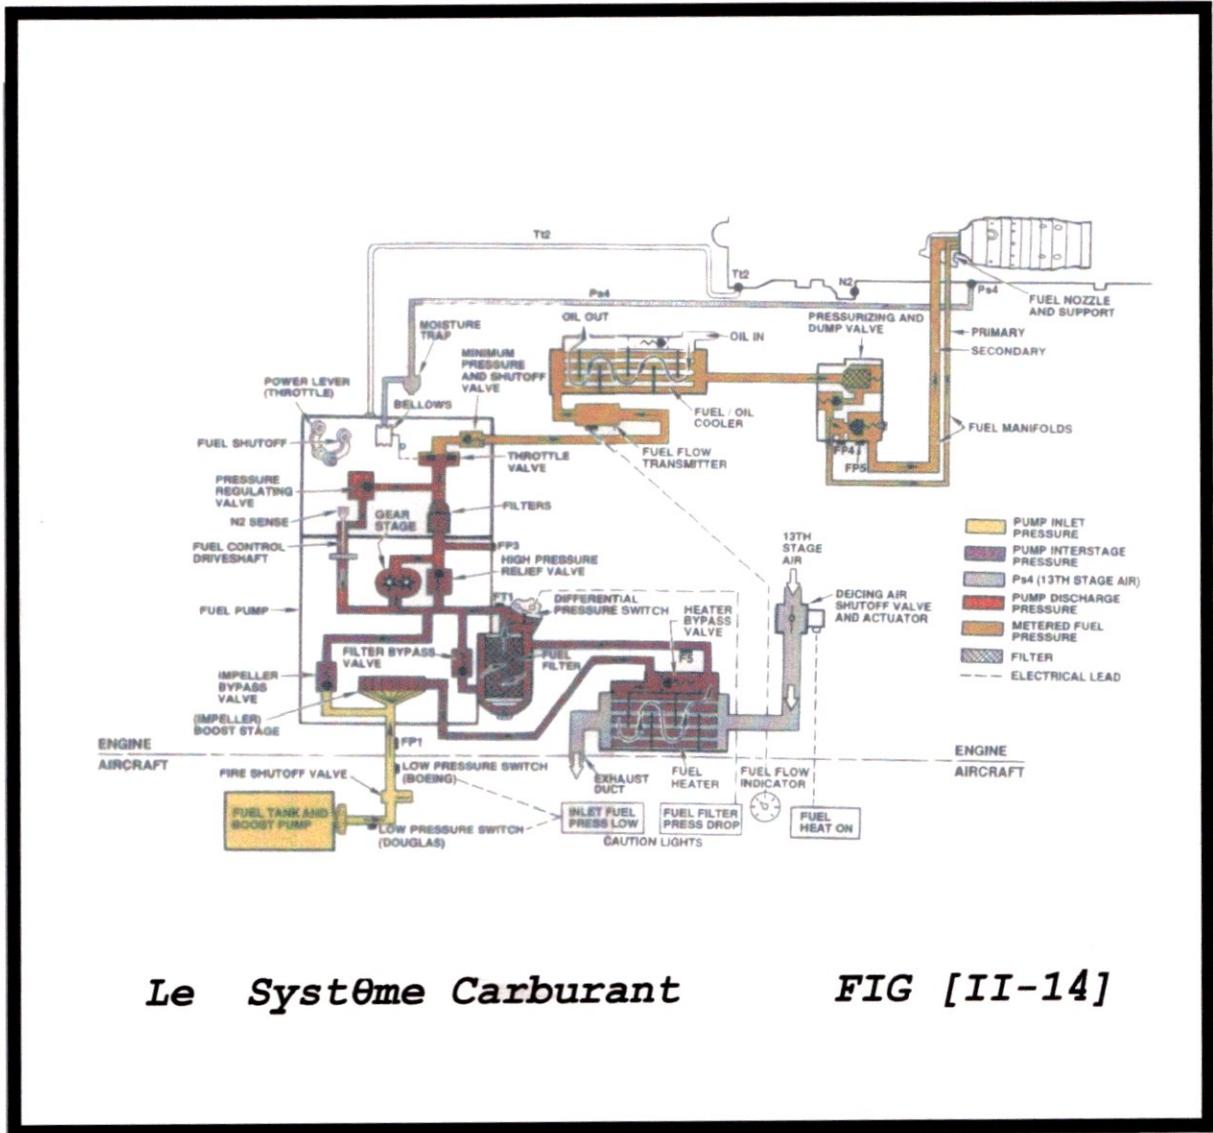 Tt2
Tt2
N2
Ps4
Ps4
FUEL NOZZLE
AND SUPPORT
OIL OUT
OIL IN
PRESSURIZING AND
DUMP VALVE
PRIMARY
SECONDARY
MOISTURE
TRAP
MINIMUM
PRESSURE
AND SHUTOFF
VALVE
POWER LEVER
(THROTTLE)
BELLOWS
FUEL / OIL
COOLER
FUEL MANIFOLDS
FUEL SHUTOFF
THROTTLE
VALVE
FUEL FLOW
TRANSMITTER
FP4
FP5
PRESSURE
REGULATING
VALVE
FILTERS
N2 SENSE
GEAR
STAGE
PUMP INLET
PRESSURE
PUMP INTERSTAGE
PRESSURE
Ps4 (13TH STAGE AIR)
PUMP DISCHARGE
PRESSURE
METERED FUEL
PRESSURE
FILTER
ELECTRICAL LEAD
FUEL CONTROL
DRIVESHAFT
FP3
HIGH PRESSURE
RELIEF VALVE
13TH
STAGE
AIR
FUEL PUMP
FT1
DIFFERENTIAL
PRESSURE SWITCH
HEATER
BYPASS
VALVE
DEICING AIR
SHUTOFF VALVE
AND ACTUATOR
FILTER BYPASS
VALVE
FUEL
FILTER
IMPELLER
BYPASS
VALVE
(IMPELLER)
BOOST STAGE
ENGINE
AIRCRAFT
FP1
ENGINE
AIRCRAFT
FIRE SHUTOFF VALVE
LOW PRESSURE SWITCH
(BOEING)
EXHAUST
DUCT
FUEL
HEATER
FUEL FLOW
INDICATOR
FUEL TANK AND
BOOST PUMP
LOW PRESSURE SWITCH
(DOUGLAS)
INLET FUEL
PRESS LOW
FUEL FILTER
PRESS DROP
FUEL
HEAT ON
CAUTION LIGHTS
Le Systθme Carburant FIG [II-14]